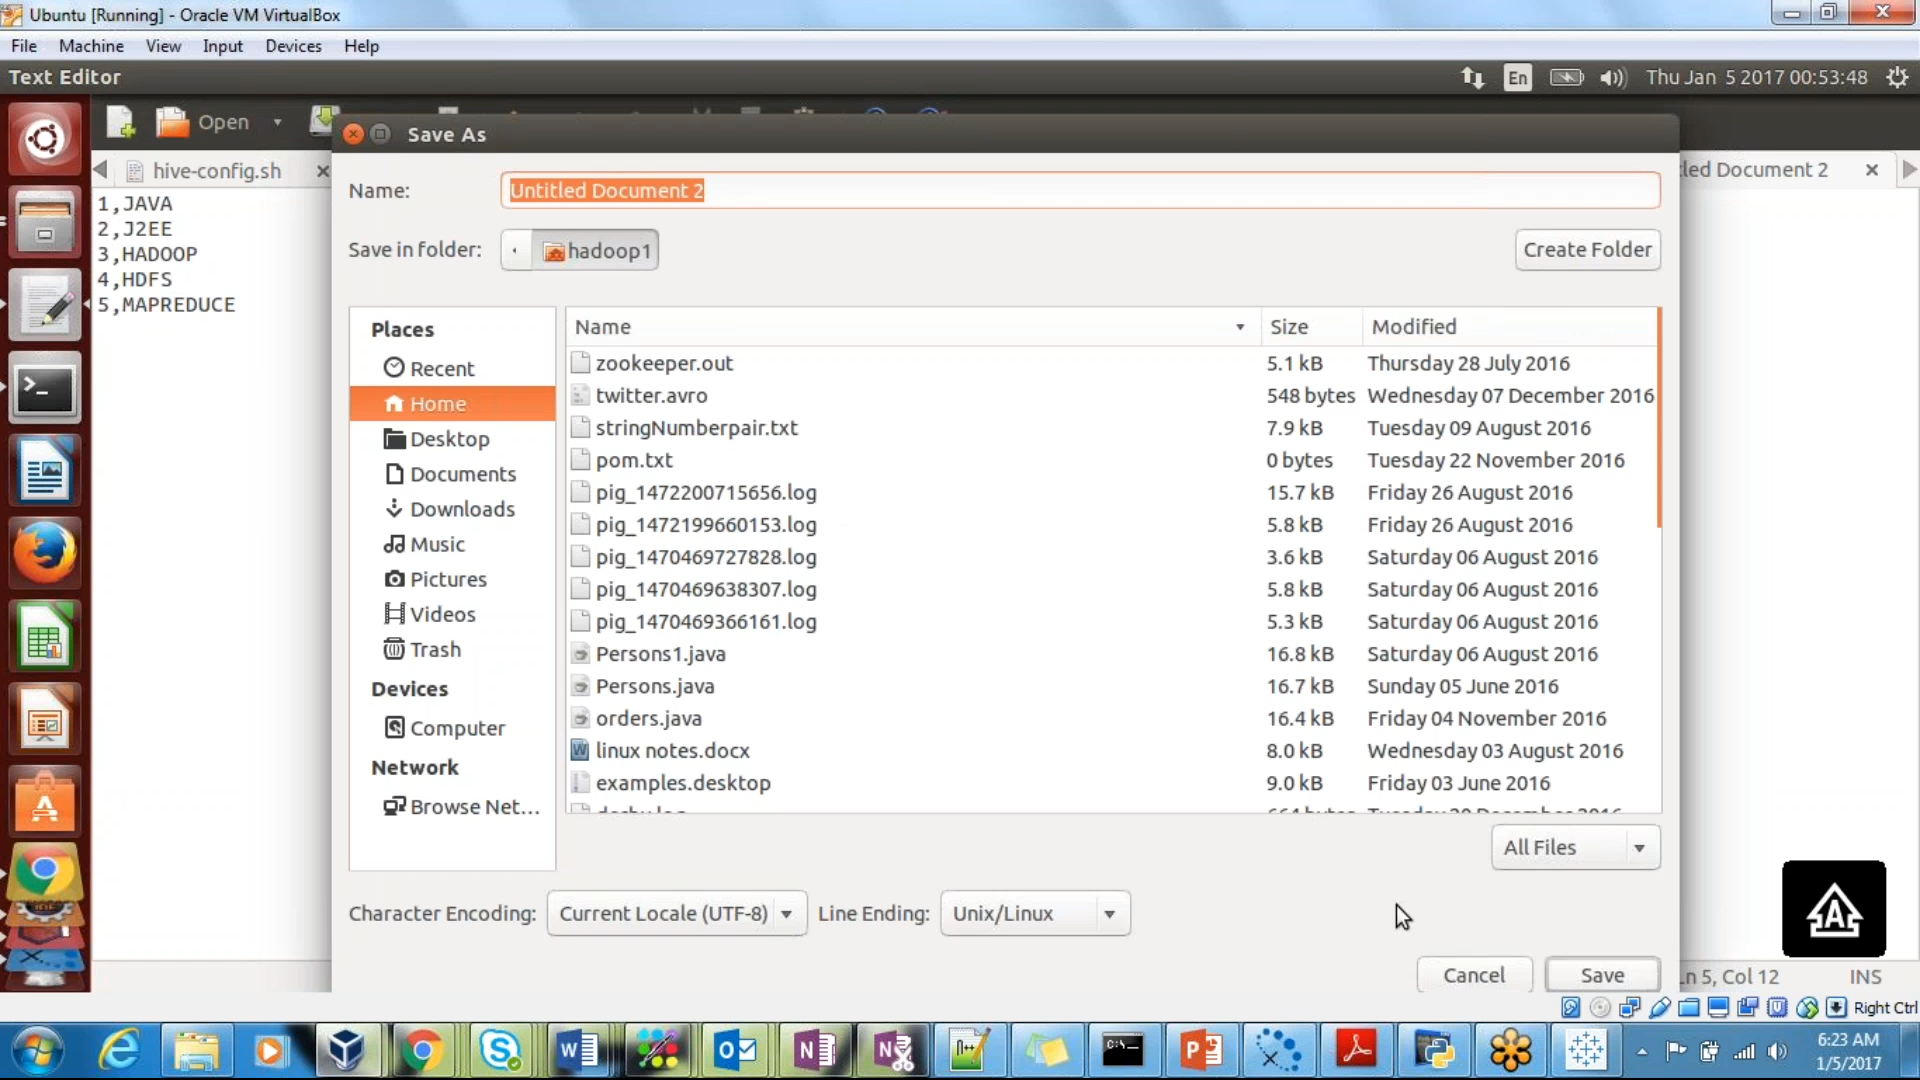 Ubuntu [Running] - Oracle VM VirtualBox
File Machine View Input Devices Help
Text Editor
En
Thu Jan 5 2017 00:53:48
Open
Save As
hive-config.sh
led Document 2
1,JAVA
2,J2EE
3,HADOOP
4,HDFS
5,MAPREDUCE
Name: Untitled Document 2
Save in folder: hadoop1
Create Folder
Places
Recent
Home
Desktop
Documents
Downloads
Music
Pictures
Videos
Trash
Devices
Computer
Network
Browse Net...
Name Size Modified
zookeeper.out 5.1 kB Thursday 28 July 2016
twitter.avro 548 bytes Wednesday 07 December 2016
stringNumberpair.txt 7.9 kB Tuesday 09 August 2016
pom.txt 0 bytes Tuesday 22 November 2016
pig_1472200715656.log 15.7 kB Friday 26 August 2016
pig_1472199660153.log 5.8 kB Friday 26 August 2016
pig_1470469727828.log 3.6 kB Saturday 06 August 2016
pig_1470469638307.log 5.8 kB Saturday 06 August 2016
pig_1470469366161.log 5.3 kB Saturday 06 August 2016
Persons1.java 16.8 kB Saturday 06 August 2016
Persons.java 16.7 kB Sunday 05 June 2016
orders.java 16.4 kB Friday 04 November 2016
linux notes.docx 8.0 kB Wednesday 03 August 2016
examples.desktop 9.0 kB Friday 03 June 2016
All Files
Character Encoding: Current Locale (UTF-8) Line Ending: Unix/Linux
Cancel Save
Ln 5, Col 12 INS
Right Ctrl
6:23 AM
1/5/2017